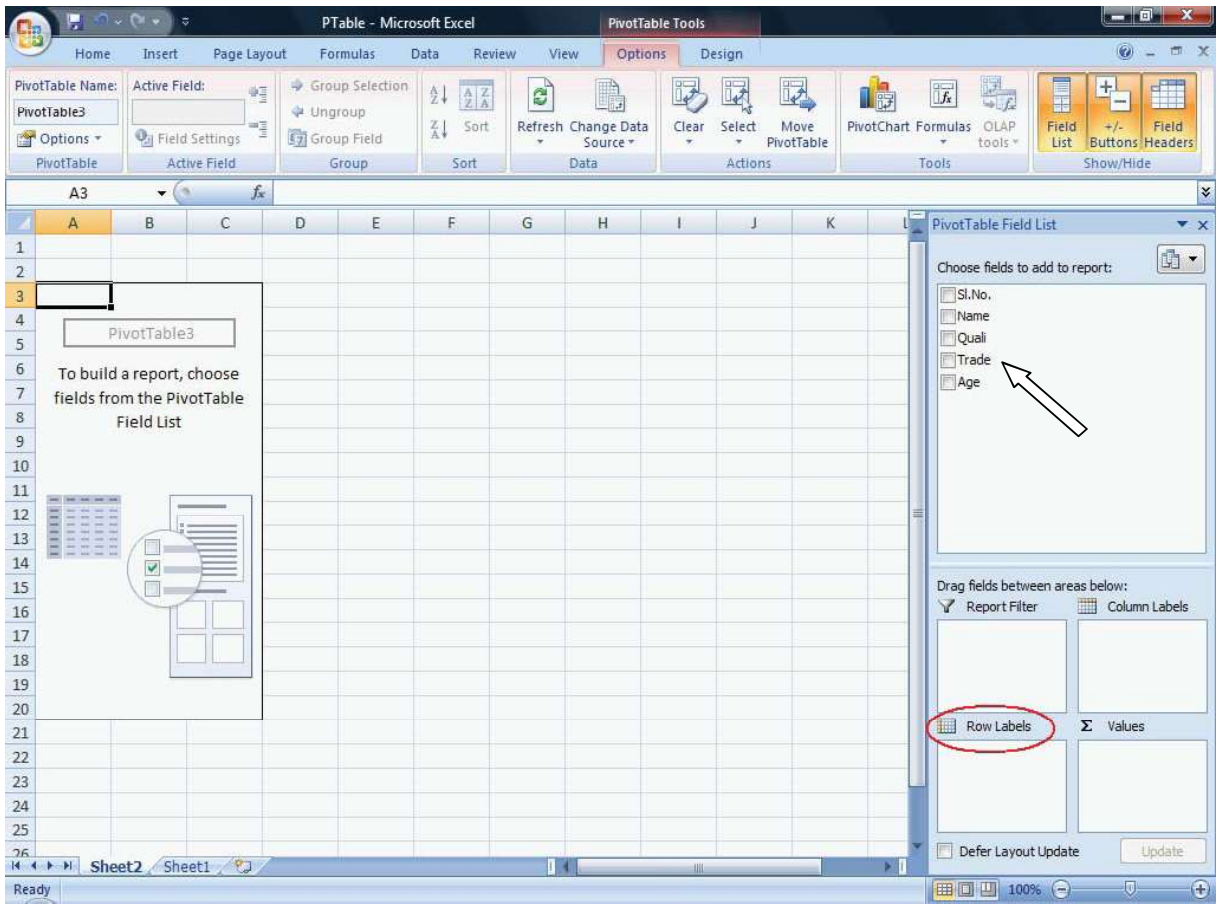 PTable - Microsoft Excel
PivotTable Tools
Home Insert Page Layout Formulas Data Review View Options Design
PivotTable Name:
PivotTable3
Options
PivotTable
Active Field:
Field Settings
Active Field
Group Selection
Ungroup
Group Field
Group
Sort
Sort
Refresh
Change Data
Source
Data
Clear
Select
Move
PivotTable
Actions
PivotChart
Formulas
OLAP
tools
Tools
Field
List
+/-
Buttons
Field
Headers
Show/Hide
A3
fx
A B C D E F G H I J K L
1
2
3
4
5
6
7
8
9
10
11
12
13
14
15
16
17
18
19
20
21
22
23
24
25
26
PivotTable3
To build a report, choose
fields from the PivotTable
Field List
PivotTable Field List
Choose fields to add to report:
Sl.No.
Name
Quali
Trade
Age
Drag fields between areas below:
Report Filter
Column Labels
Row Labels
Σ Values
Defer Layout Update
Update
Sheet2 Sheet1
Ready
100%